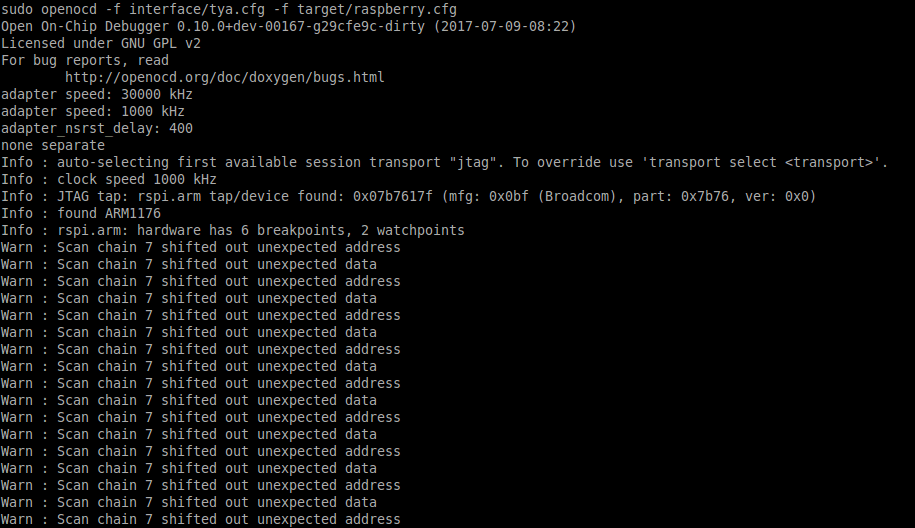 sudo openocd -f interface/tya.cfg -f target/raspberry.cfg
Open On-Chip Debugger 0.10.0+dev-00167-g29cfe9c-dirty (2017-07-09-08:22)
Licensed under GNU GPL v2
For bug reports, read
        http://openocd.org/doc/doxygen/bugs.html
adapter speed: 30000 kHz
adapter speed: 1000 kHz
adapter_nsrst_delay: 400
none separate
Info : auto-selecting first available session transport "jtag". To override use 'transport select <transport>'.
Info : clock speed 1000 kHz
Info : JTAG tap: rspi.arm tap/device found: 0x07b7617f (mfg: 0x0bf (Broadcom), part: 0x7b76, ver: 0x0)
Info : found ARM1176
Info : rspi.arm: hardware has 6 breakpoints, 2 watchpoints
Warn : Scan chain 7 shifted out unexpected address
Warn : Scan chain 7 shifted out unexpected data
Warn : Scan chain 7 shifted out unexpected address
Warn : Scan chain 7 shifted out unexpected data
Warn : Scan chain 7 shifted out unexpected address
Warn : Scan chain 7 shifted out unexpected data
Warn : Scan chain 7 shifted out unexpected address
Warn : Scan chain 7 shifted out unexpected data
Warn : Scan chain 7 shifted out unexpected address
Warn : Scan chain 7 shifted out unexpected data
Warn : Scan chain 7 shifted out unexpected address
Warn : Scan chain 7 shifted out unexpected data
Warn : Scan chain 7 shifted out unexpected address
Warn : Scan chain 7 shifted out unexpected data
Warn : Scan chain 7 shifted out unexpected address
Warn : Scan chain 7 shifted out unexpected data
Warn : Scan chain 7 shifted out unexpected address